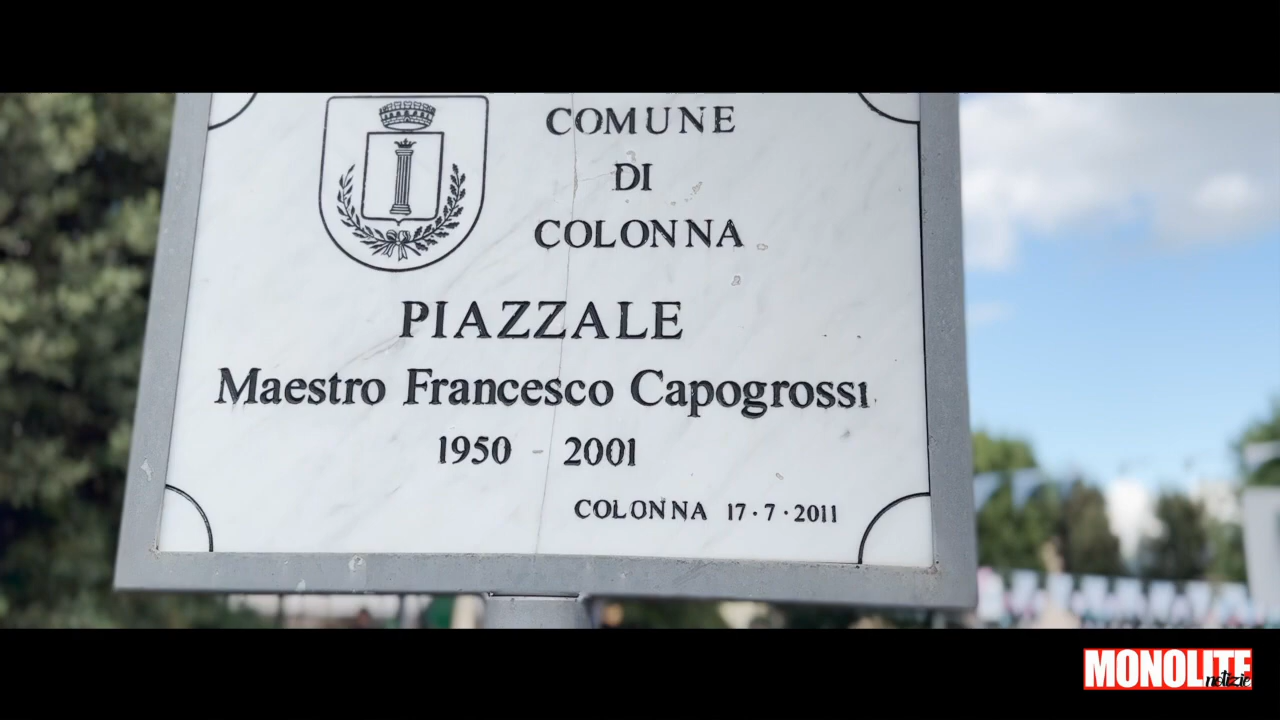 COMUNE
DI
COLONNA
PIAZZALE
Maestro Francesco Capogrossi
1950 - 2001
COLONNA 17·7·2011
MONOLITE
notizie